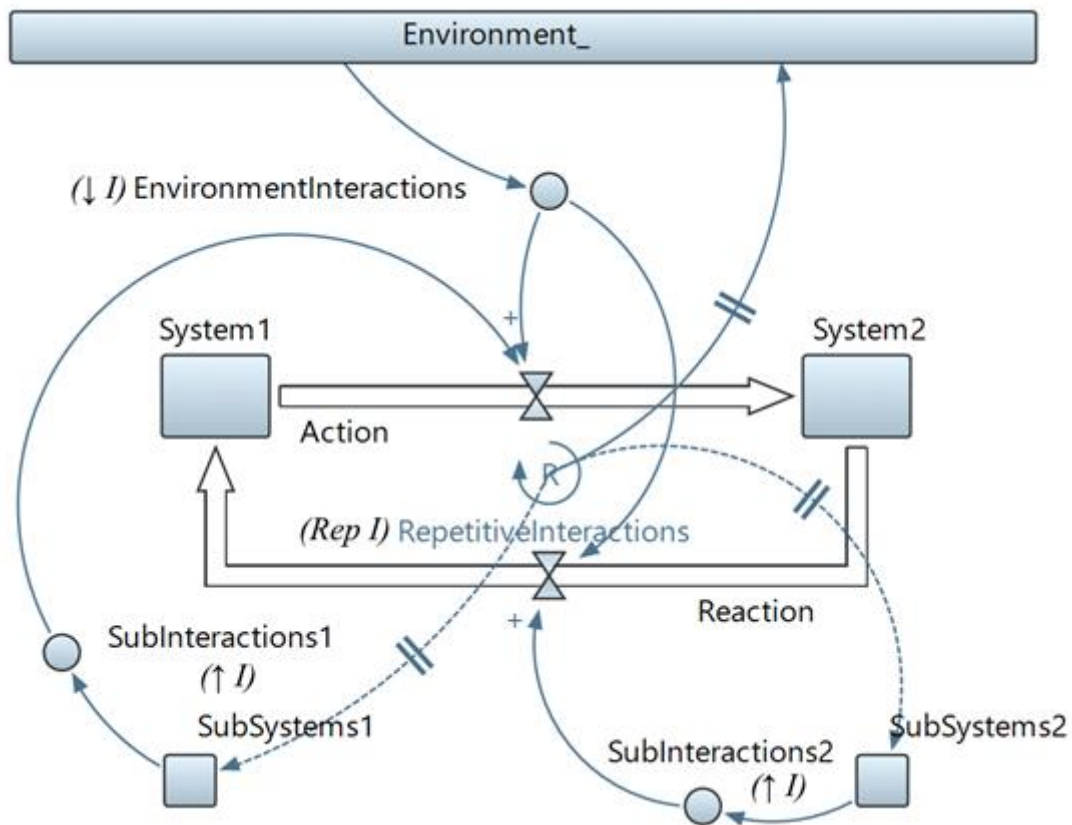 Environment_
(↓ I) EnvironmentInteractions
+
System1
System2
Action
R
(Rep I) RepetitiveInteractions
Reaction
+
SubInteractions1
(↑ I)
SubSystems1
SubSystems2
SubInteractions2
(↑ I)